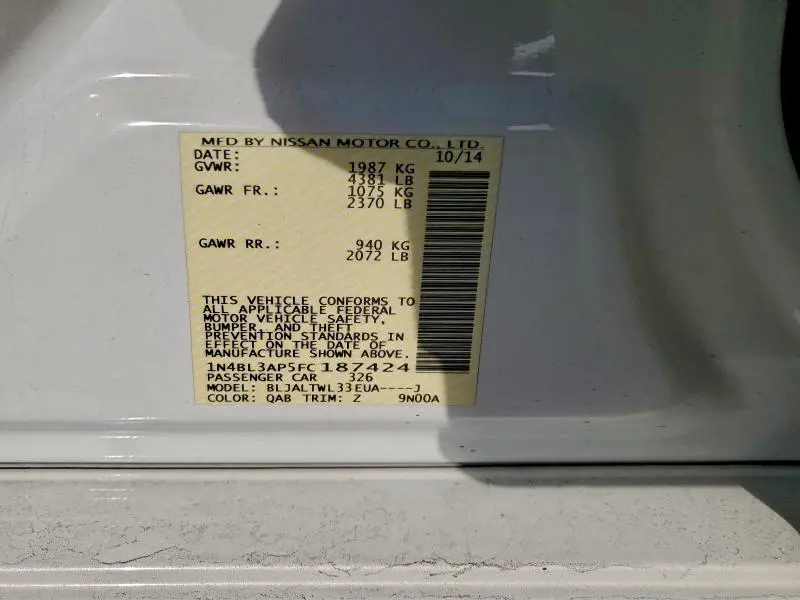 MFD BY NISSAN MOTOR CO., LTD.
DATE: 10/14
GVWR: 1987 KG
4381 LB
GAWR FR.: 1075 KG
2370 LB
GAWR RR.: 940 KG
2072 LB
THIS VEHICLE CONFORMS TO
ALL APPLICABLE FEDERAL
MOTOR VEHICLE SAFETY,
BUMPER, AND THEFT
PREVENTION STANDARDS IN
EFFECT ON THE DATE OF
MANUFACTURE SHOWN ABOVE.
1N4BL3AP5FC187424
PASSENGER CAR 326
MODEL: BLJALTWL33EUA----J
COLOR: QAB TRIM: Z 9N00A